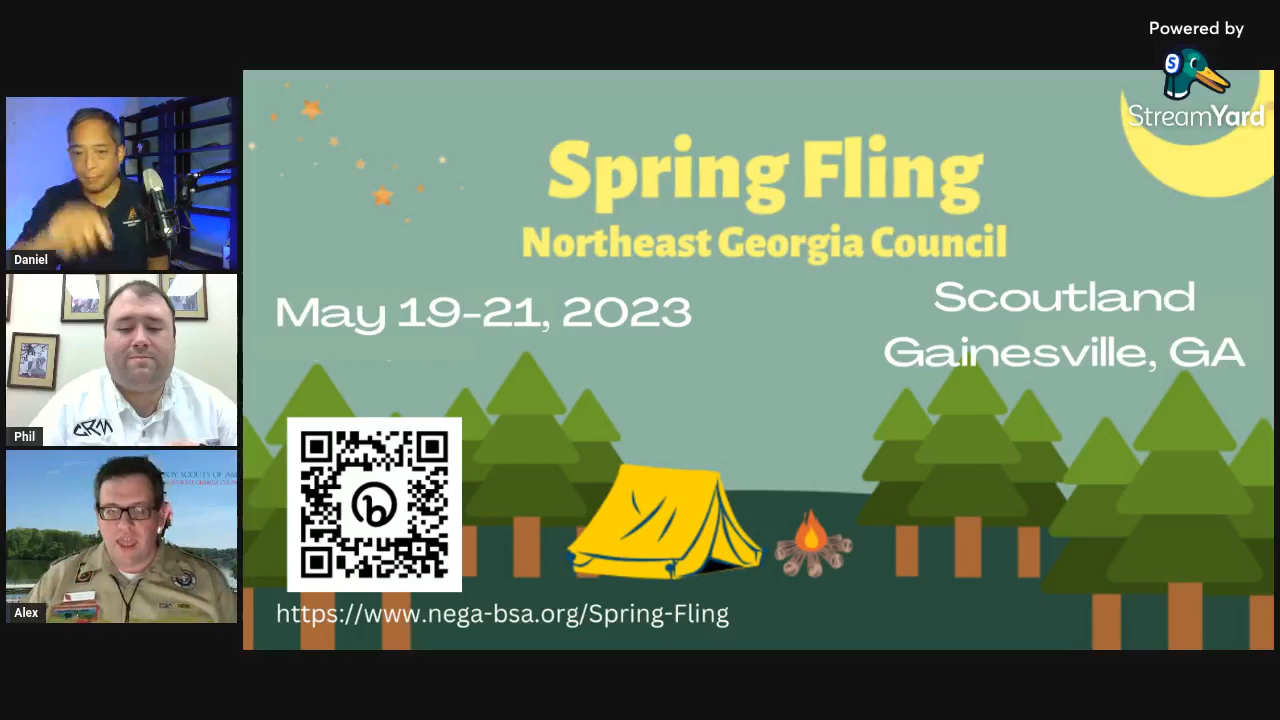 Powered by
StreamYard
Spring Fling
Northeast Georgia Council
May 19-21, 2023
Scoutland
Gainesville, GA
https://www.nega-bsa.org/Spring-Fling
Daniel
Phil
CRM
Alex